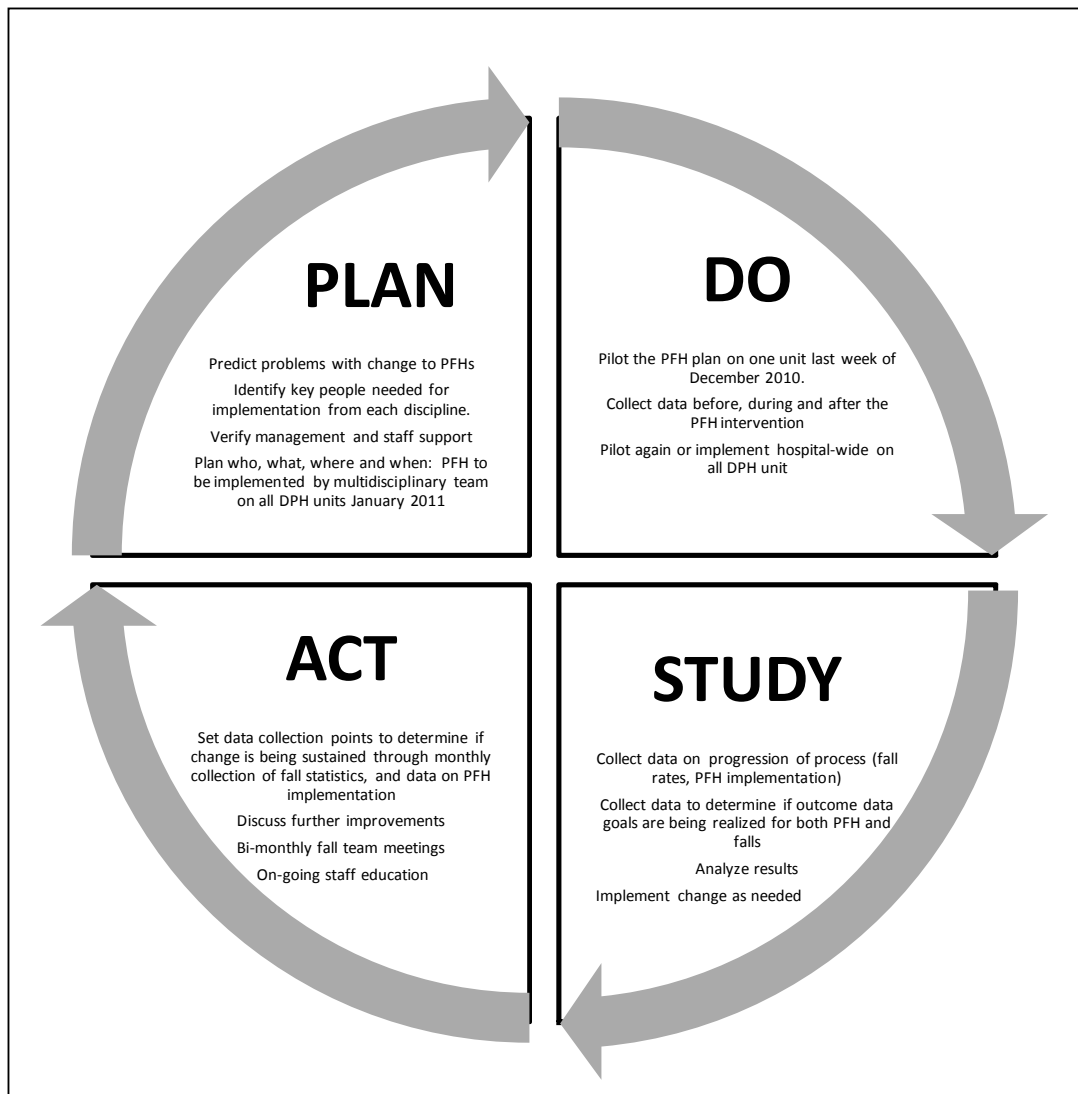 PLAN
Predict problems with change to PFHs
Identify key people needed for
implementation from each discipline.
Verify management and staff support
Plan who, what, where and when: PFH to
be implemented by multidisciplinary team
on all DPH units January 2011
DO
Pilot the PFH plan on one unit last week of
December 2010.
Collect data before, during and after the
PFH intervention
Pilot again or implement hospital-wide on
all DPH unit
ACT
Set data collection points to determine if
change is being sustained through monthly
collection of fall statistics, and data on PFH
implementation
Discuss further improvements
Bi-monthly fall team meetings
On-going staff education
STUDY
Collect data on progression of process (fall
rates, PFH implementation)
Collect data to determine if outcome data
goals are being realized for both PFH and
falls
Analyze results
Implement change as needed